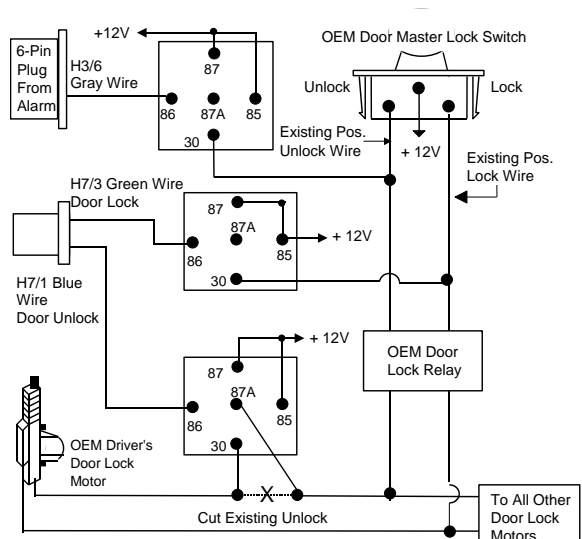 +12V
OEM Door Master Lock Switch
6-Pin
Plug
From
Alarm
H3/6
Gray Wire
87
86
87A
85
30
Unlock
Lock
Existing Pos.
Unlock Wire
+ 12V
Existing Pos.
Lock Wire
H7/3 Green Wire
Door Lock
87
87A
86
85
30
+ 12V
H7/1 Blue
Wire
Door Unlock
+ 12V
87
87A
86
85
30
OEM Door
Lock Relay
OEM Driver's
Door Lock
Motor
X
Cut Existing Unlock
To All Other
Door Lock
Motors